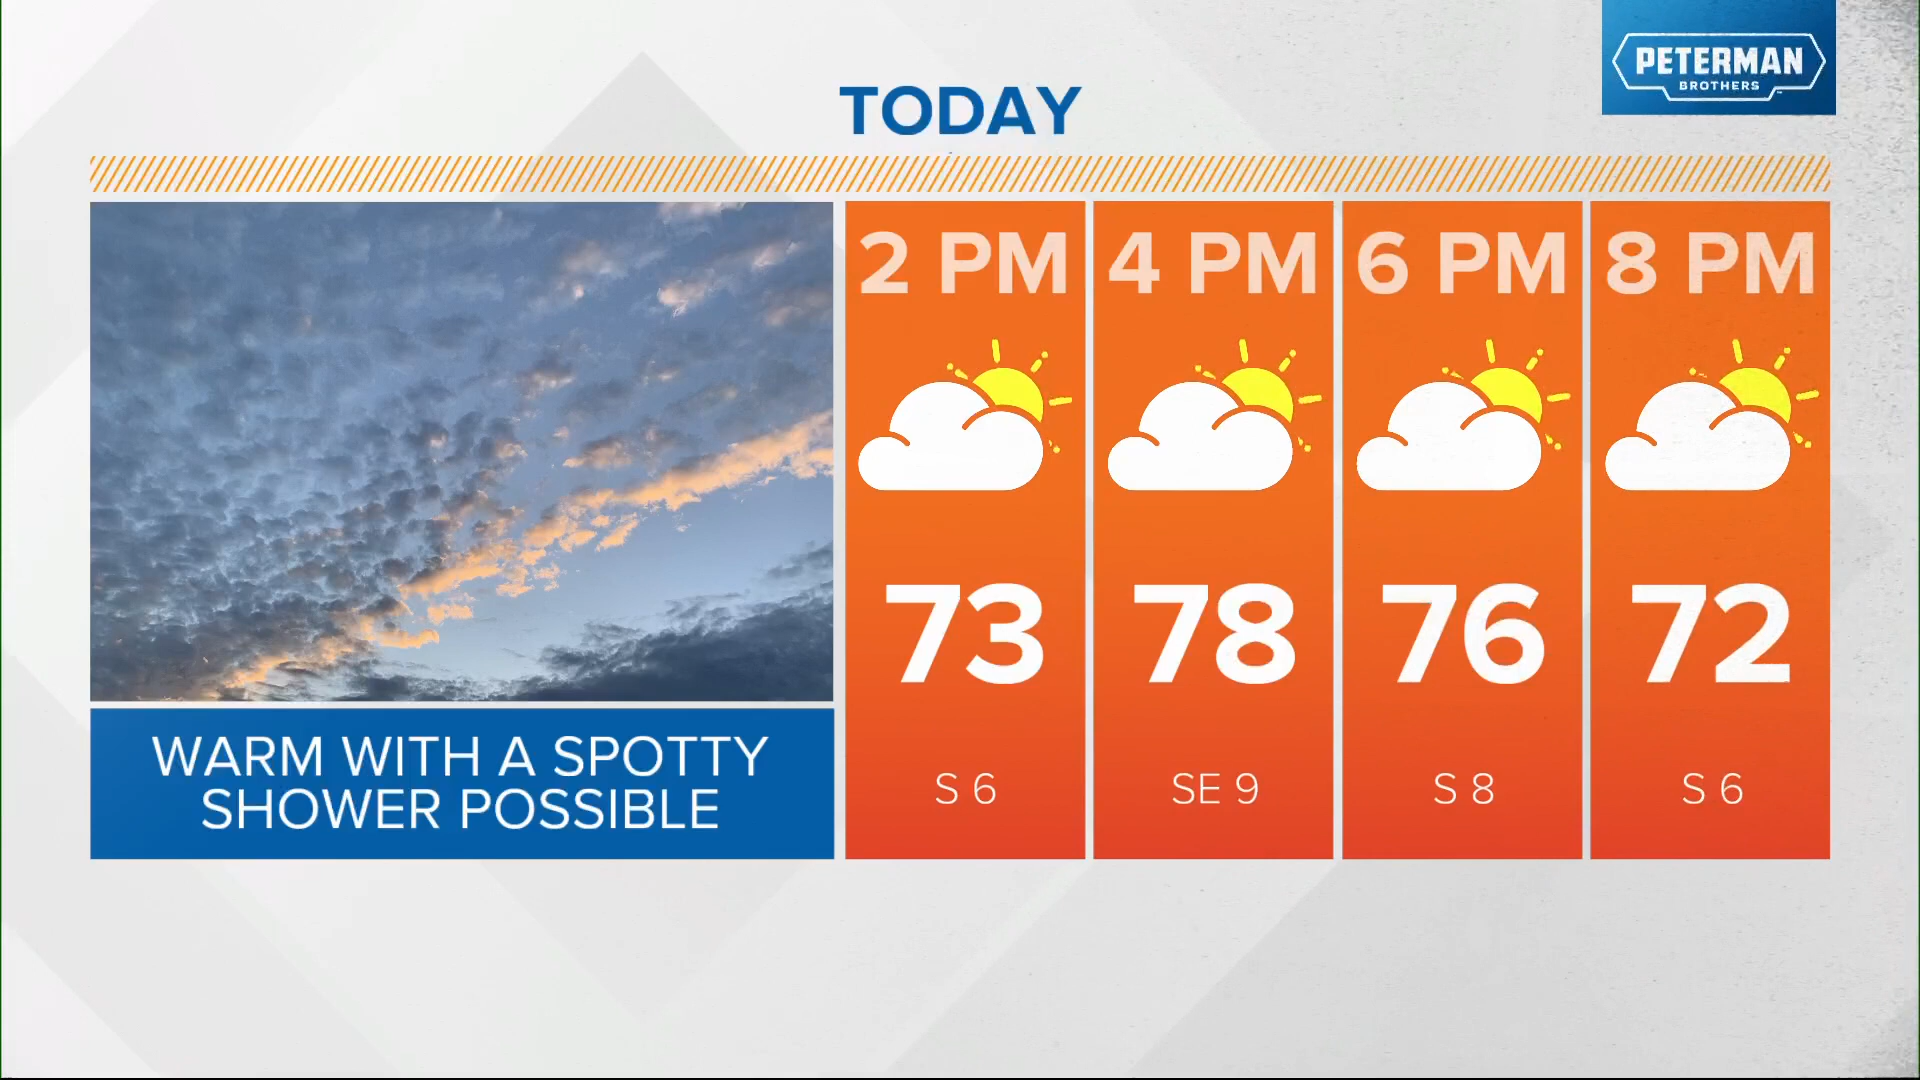 PETERMAN
BROTHERS
TODAY
2 PM
4 PM
6 PM
8 PM
73
78
76
72
S 6
SE 9
S 8
S 6
WARM WITH A SPOTTY
SHOWER POSSIBLE